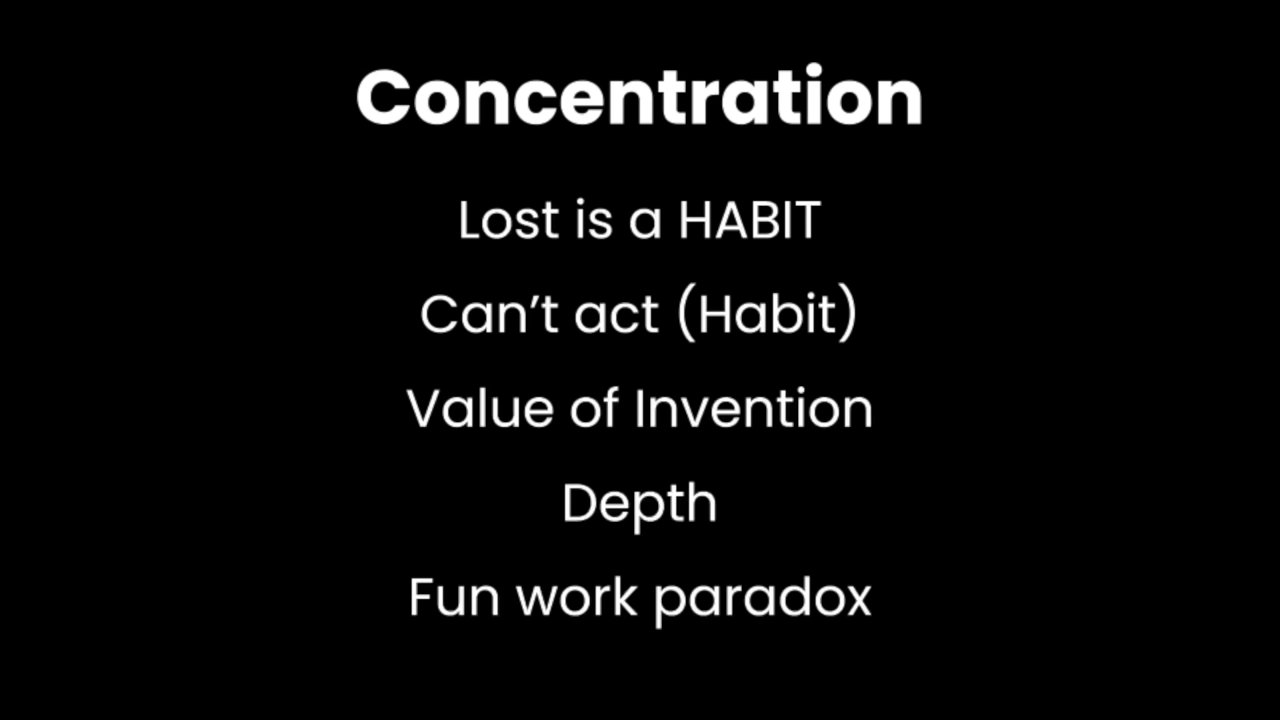 Concentration
Lost is a HABIT
Can’t act (Habit)
Value of Invention
Depth
Fun work paradox